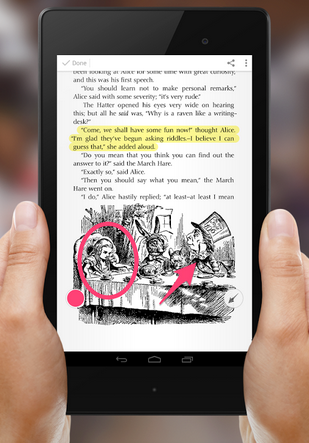 Done
been looking at Alice for some time with great curiosity,
and this was his first speech.
"You should learn not to make personal remarks,"
Alice said with some severity; "it's very rude."
The Hatter opened his eyes very wide on hearing
this; but all he said was, "Why is a raven like a writing-
desk?"
"Come, we shall have some fun now!" thought Alice.
"I'm glad they've begun asking riddles.–I believe I can
guess that," she added aloud.
"Do you mean that you think you can find out the
answer to it?" said the March Hare.
"Exactly so," said Alice.
"Then you should say what you mean," the March
Hare went on.
"I do," Alice hastily replied; "at least–at least I mean